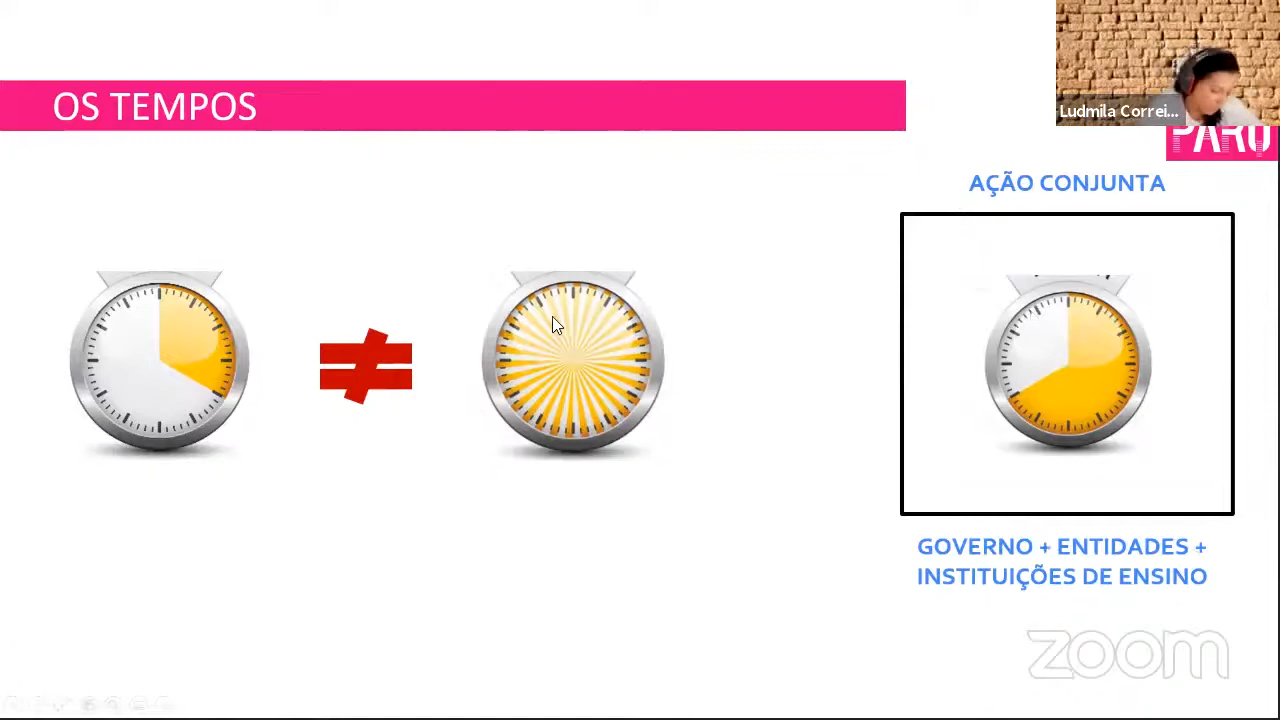 OS TEMPOS
Ludmila Correi...
AÇÃO CONJUNTA
GOVERNO + ENTIDADES +
INSTITUIÇÕES DE ENSINO
zoom